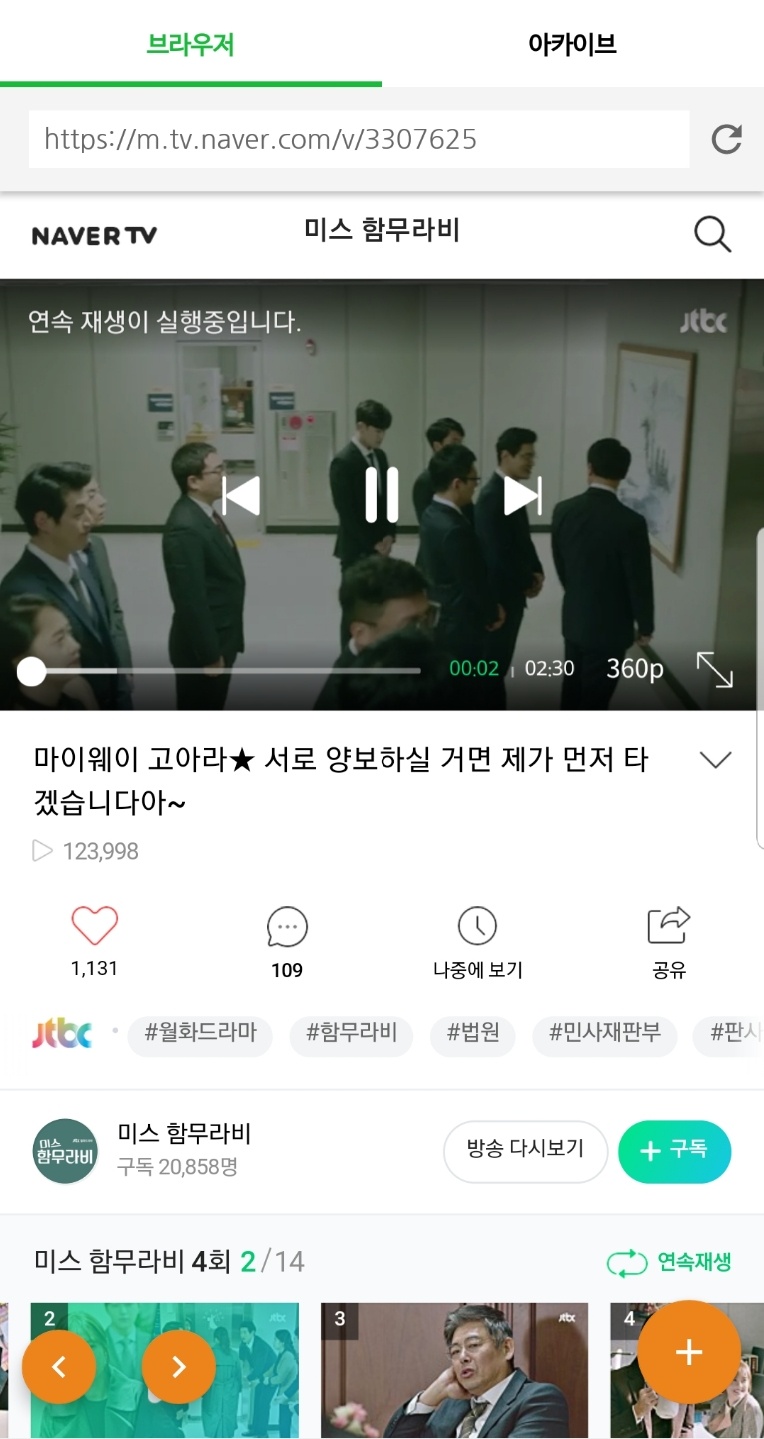 브라우저
아카이브
https://m.tv.naver.com/v/3307625
NAVER TV
미스 함무라비
연속 재생이 실행중입니다.
jtbc
00:02 | 02:30 360p
마이웨이 고아라★ 서로 양보하실 거면 제가 먼저 타
겠습니다아~
123,998
1,131
109
나중에 보기
공유
jtbc
#월화드라마
#함무라비
#법원
#민사재판부
#판사
미스
함무라비
미스 함무라비
구독 20,858명
방송 다시보기
+ 구독
미스 함무라비 4회 2/14
연속재생
2
jtbc
3
jtbc
4